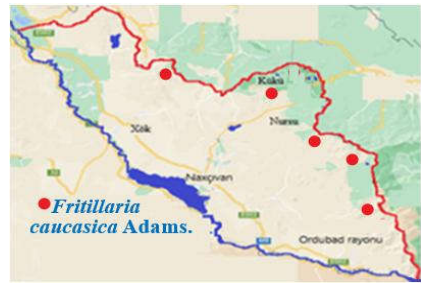 Kükü
Nursu
Xok
Naxçıvan
Fritillaria
caucasica Adams.
Ordubad rayonu